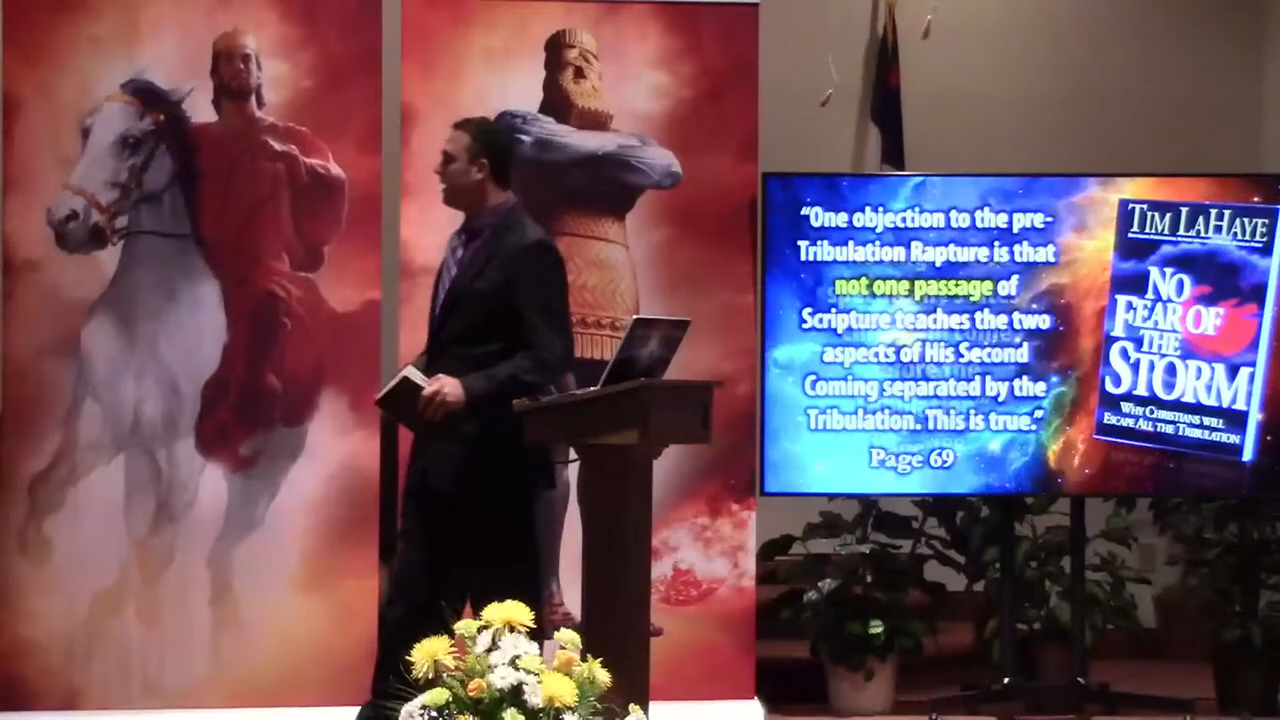 “One objection to the pre-
Tribulation Rapture is that
not one passage of
Scripture teaches the two
aspects of His Second
Coming separated by the
Tribulation. This is true.”
Page 69
TIM LAHAYE
NO
FEAR OF
THE
STORM
WHY CHRISTIANS WILL
ESCAPE ALL THE TRIBULATION